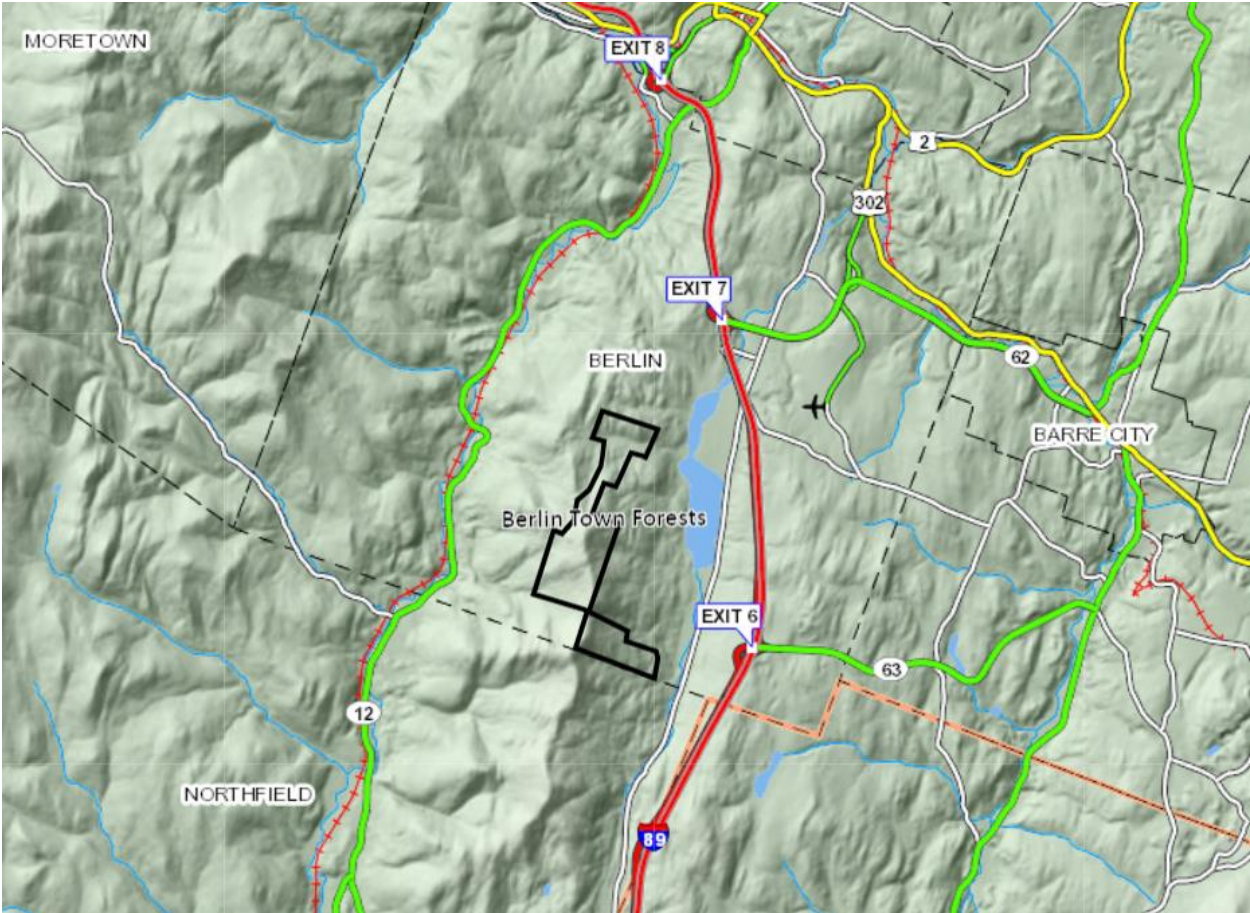 MORETOWN
EXIT 8
2
302
EXIT 7
62
BERLIN
BARRE CITY
Berlin Town Forests
EXIT 6
63
12
NORTHFIELD
89